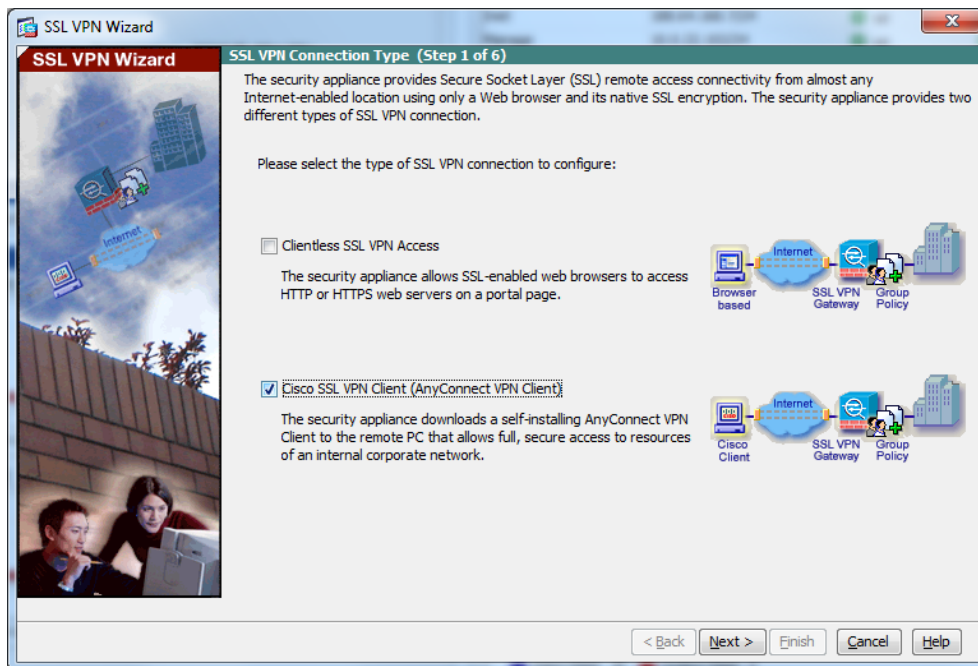 SSL VPN Wizard
SSL VPN Wizard
SSL VPN Connection Type (Step 1 of 6)
The security appliance provides Secure Socket Layer (SSL) remote access connectivity from almost any
Internet-enabled location using only a Web browser and its native SSL encryption. The security appliance provides two
different types of SSL VPN connection.
Please select the type of SSL VPN connection to configure:
Internet
Clientless SSL VPN Access
The security appliance allows SSL-enabled web browsers to access
HTTP or HTTPS web servers on a portal page.
Internet
Browser
based
SSL VPN
Gateway
Group
Policy
Cisco SSL VPN Client (AnyConnect VPN Client)
The security appliance downloads a self-installing AnyConnect VPN
Client to the remote PC that allows full, secure access to resources
of an internal corporate network.
Internet
Cisco
Client
SSL VPN
Gateway
Group
Policy
< Back
Next >
Finish
Cancel
Help